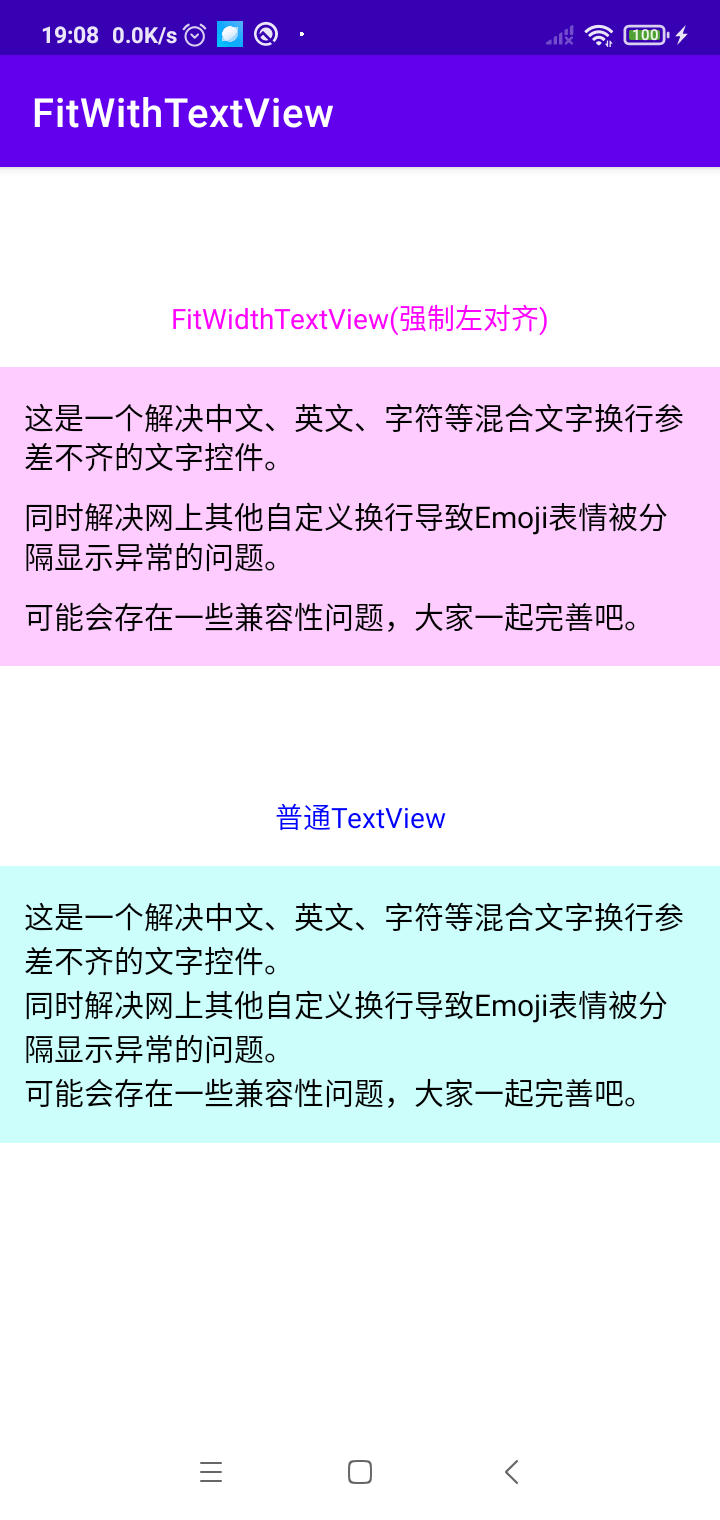 19:08 0.0K/s 100
FitWithTextView
FitWidthTextView(强制左对齐)
这是一个解决中文、英文、字符等混合文字换行参
差不齐的文字控件。
同时解决网上其他自定义换行导致Emoji表情被分
隔显示异常的问题。
可能会存在一些兼容性问题，大家一起完善吧。
普通TextView
这是一个解决中文、英文、字符等混合文字换行参
差不齐的文字控件。
同时解决网上其他自定义换行导致Emoji表情被分
隔显示异常的问题。
可能会存在一些兼容性问题，大家一起完善吧。